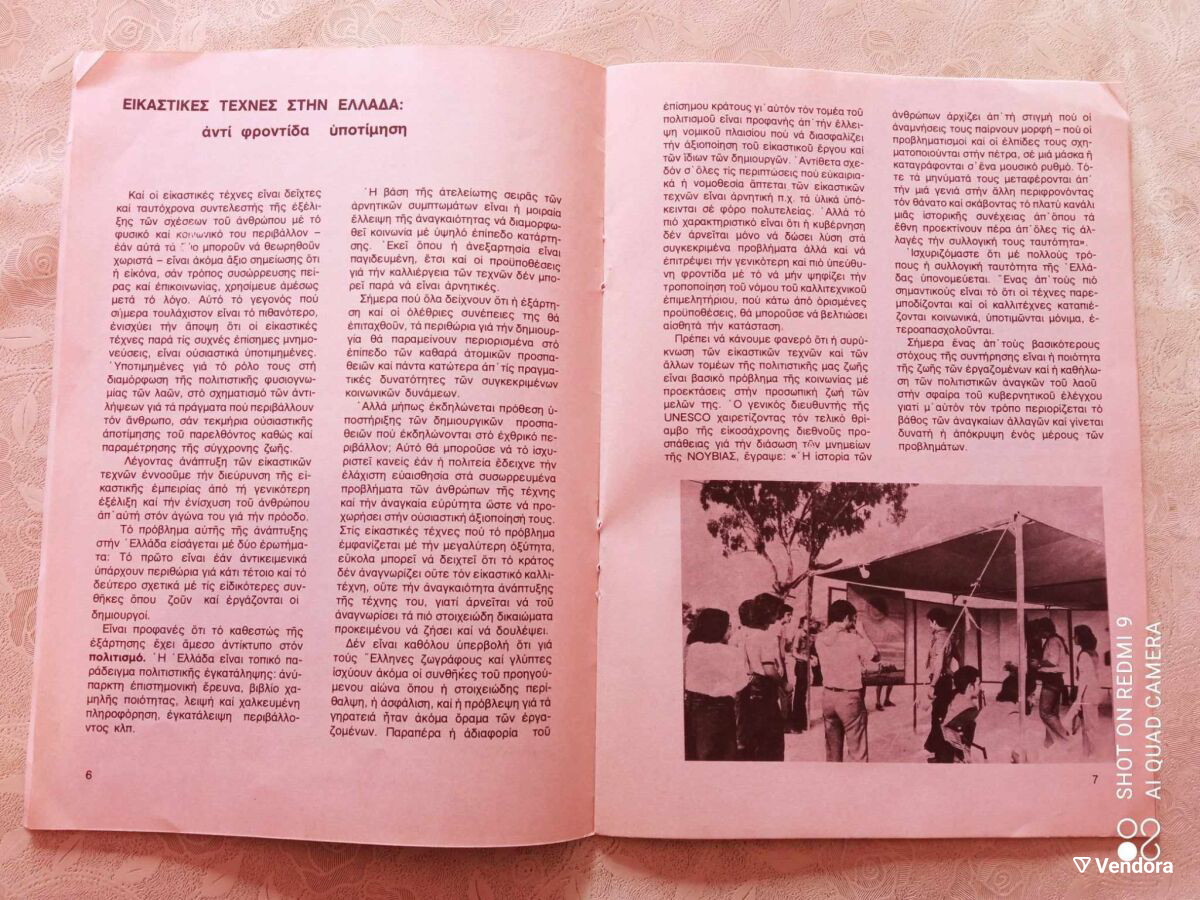 ΕΙΚΑΣΤΙΚΕΣ ΤΕΧΝΕΣ ΣΤΗΝ ΕΛΛΑΔΑ:
ἀντί φροντίδα ὑποτίμηση
Καί οἱ εἰκαστικές τέχνες εἶναι δεῖχτες
καί ταυτόχρονα συντελεστής τῆς ἐξέλι-
ξης τῶν σχέσεων τοῦ ἀνθρώπου μέ τό
φυσικό καί κοινωνικό του περιβάλλον –
ἐάν αὐτά τά μποροῦν νά θεωρηθοῦν
χωριστά – εἶναι ἀκόμα ἄξιο σημείωσης ὅτι
ἡ εἰκόνα, σάν τρόπος συσώρρευσης πεί-
ρας καί ἐπικοινωνίας, χρησίμευε ἀμέσως
μετά τό λόγο. Αὐτό τό γεγονός πού
σήμερα τουλάχιστον εἶναι τό πιθανότερο,
ἐνισχύει τήν ἄποψη ὅτι οἱ εἰκαστικές
τέχνες παρά τίς συχνές ἐπίσημες μνημο-
νεύσεις, εἶναι οὐσιαστικά ὑποτιμημένες.
Ὑποτιμημένες γιά τό ρόλο τους στή
διαμόρφωση τῆς πολιτιστικῆς φυσιογνω-
μίας τῶν λαῶν, στό σχηματισμό τῶν ἀντι-
λήψεων γιά τά πράγματα πού περιβάλλουν
τόν ἄνθρωπο, σάν τεκμήρια οὐσιαστικῆς
ἀποτίμησης τοῦ παρελθόντος καθώς καί
παραμέτρησης τῆς σύγχρονης ζωῆς.
Λέγοντας ἀνάπτυξη τῶν εἰκαστικῶν
τεχνῶν ἐννοοῦμε τήν διεύρυνση τῆς εἰ-
καστικῆς ἐμπειρίας ἀπό τή γενικότερη
ἐξέλιξη καί τήν ἐνίσχυση τοῦ ἀνθρώπου
ἀπ' αὐτή στόν ἀγώνα του γιά τήν πρόοδο.
Τό πρόβλημα αὐτῆς τῆς ἀνάπτυξης
στήν Ἑλλάδα εἰσάγεται μέ δύο ἐρωτήμα-
τα: Τό πρῶτο εἶναι ἐάν ἀντικειμενικά
ὑπάρχουν περιθώρια γιά κάτι τέτοιο καί τό
δεύτερο σχετικά μέ τίς εἰδικότερες συν-
θῆκες ὅπου ζοῦν καί ἐργάζονται οἱ
δημιουργοί.
Εἶναι προφανές ὅτι τό καθεστώς τῆς
ἐξάρτησης ἔχει ἄμεσο ἀντίκτυπο στόν
πολιτισμό. Ἡ Ἑλλάδα εἶναι τοπικό πα-
ράδειγμα πολιτιστικῆς ἐγκατάληψης: ἀνύ-
παρκτη ἐπιστημονική ἔρευνα, βιβλίο χα-
μηλῆς ποιότητας, λειψή καί χαλκευμένη
πληροφόρηση, ἐγκατάλειψη περιβάλλο-
ντος κλπ.
6
Ἡ βάση τῆς ἀτελείωτης σειρᾶς τῶν
ἀρνητικῶν συμπτωμάτων εἶναι ἡ μοιραία
ἔλλειψη τῆς ἀναγκαιότητας νά διαμορφω-
θεῖ κοινωνία μέ ὑψηλό ἐπίπεδο κατάρτη-
σης. Ἐκεῖ ὅπου ἡ ἀνεξαρτησία εἶναι
παγιδευμένη, ἔτσι καί οἱ προϋποθέσεις
γιά τήν καλλιέργεια τῶν τεχνῶν δέν μπο-
ρεῖ παρά νά εἶναι ἀρνητικές.
Σήμερα πού ὅλα δείχνουν ὅτι ἡ ἐξάρτη-
ση καί οἱ ὀλέθριες συνέπειες της θά
ἐπιταχθοῦν, τά περιθώρια γιά τήν δημιουρ-
γία θά παραμείνουν περιορισμένα στό
ἐπίπεδο τῶν καθαρά ἀτομικῶν προσπα-
θειῶν καί πάντα κατώτερα ἀπ' τίς πραγμα-
τικές δυνατότητες τῶν συγκεκριμένων
κοινωνικῶν δυνάμεων.
Ἀλλά μήπως ἐκδηλώνεται πρόθεση ὑ-
ποστήριξης τῶν δημιουργικῶν προσπα-
θειῶν πού ἐκδηλώνονται στό ἐχθρικό πε-
ριβάλλον; Αὐτό θά μποροῦσε νά τό ἰσχυ-
ριστεῖ κανείς ἐάν ἡ πολιτεία ἔδειχνε τήν
ἐλάχιστη εὐαισθησία στά συσωρρευμένα
προβλήματα τῶν ἀνθρώπων τῆς τέχνης
καί τήν ἀναγκαία εὐρύτητα ὥστε νά προ-
χωρήσει στήν οὐσιαστική ἀξιοποίησή τους.
Στίς εἰκαστικές τέχνες πού τό πρόβλημα
ἐμφανίζεται μέ τήν μεγαλύτερη ὀξύτητα,
εὔκολα μπορεῖ νά δειχτεῖ ὅτι τό κράτος
δέν ἀναγνωρίζει οὔτε τόν εἰκαστικό καλλι-
τέχνη, οὔτε τήν ἀναγκαιότητα ἀνάπτυξης
τῆς τέχνης του, γιατί ἀρνεῖται νά τοῦ
ἀναγνωρίσει τά στοιχειώδη δικαιώματα
προκειμένου νά ζήσει καί νά δουλέψει.
Δέν εἶναι καθόλου ὑπερβολή ὅτι γιά
τούς Ἕλληνες ζωγράφους καί γλύπτες
ἰσχύουν ἀκόμα οἱ συνθῆκες τοῦ προηγού-
μενου αἰώνα ὅπου ἡ στοιχειώδης περί-
θαλψη, ἡ ἀσφάλιση, καί ἡ πρόβλεψη γιά τά
γηρατειά ἦταν ἀκόμα ὅραμα τῶν ἐργα-
ζομένων. Παραπέρα ἡ ἀδιαφορία τοῦ
ἐπίσημου κράτους γι' αὐτόν τόν τομέα τοῦ
πολιτισμοῦ εἶναι προφανής ἀπ' τήν ἔλλει-
ψη νομικοῦ πλαισίου πού νά διασφαλίζει
τήν ἀξιοποίηση τοῦ εἰκαστικοῦ ἔργου καί
τῶν ἴδιων τῶν δημιουργῶν. Ἀντίθετα σχε-
δόν σ' ὅλες τίς περιπτώσεις πού εὐκαιρια-
κά ἡ νομοθεσία ἅπτεται τῶν εἰκαστικῶν
τεχνῶν εἶναι ἀρνητική π.χ. τά ὑλικά ὑπό-
κεινται σέ φόρο πολυτελείας. Ἀλλά τό
πιό χαρακτηριστικό εἶναι ὅτι ἡ κυβέρνηση
δέν ἀρνεῖται μόνο νά δώσει λύση στά
συγκεκριμένα προβλήματα ἀλλά καί νά
ἐπιτρέψει τήν γενικότερη καί πιό ὑπεύθυ-
νη φροντίδα μέ τό νά μήν ψηφίζει τήν
τροποποίηση τοῦ νόμου τοῦ καλλιτεχνικοῦ
ἐπιμελητηρίου, πού κάτω ἀπό ὁρισμένες
προϋποθέσεις, θά μποροῦσε νά βελτιώσει
αἰσθητά τήν κατάσταση.
Πρέπει νά κάνουμε φανερό ὅτι ἡ συρύ-
κνωση τῶν εἰκαστικῶν τεχνῶν καί τῶν
ἄλλων τομέων τῆς πολιτιστικῆς μας ζωῆς
εἶναι βασικό πρόβλημα τῆς κοινωνίας μέ
προεκτάσεις στήν προσωπική ζωή τῶν
μελῶν της. Ὁ γενικός διευθυντής τῆς
UNESCO χαιρετίζοντας τόν τελικό θρί-
αμβο τῆς εἰκοσάχρονης διεθνοῦς προ-
σπάθειας γιά τήν διάσωση τῶν μνημείων
τῆς ΝΟΥΒΙΑΣ, ἔγραψε: «Ἡ ἱστορία τῶν
ἀνθρώπων ἀρχίζει ἀπ' τή στιγμή πού οἱ
ἀναμνήσεις τους παίρνουν μορφή – πού οἱ
προβληματισμοί καί οἱ ἐλπίδες τους σχη-
ματοποιοῦνται στήν πέτρα, σέ μιά μάσκα ἤ
καταγράφονται σ' ἕνα μουσικό ρυθμό. Τό-
τε τά μηνύματά τους μεταφέρονται ἀπ'
τήν μιά γενιά στήν ἄλλη περιφρονόντας
τόν θάνατο καί σκάβοντας τό πλατύ κανάλι
μιᾶς ἱστορικῆς συνέχειας ἀπ' ὅπου τά
ἔθνη προεκτίνουν πέρα ἀπ' ὅλες τίς ἀλ-
λαγές τήν συλλογική τους ταυτότητα».
Ἰσχυριζόμαστε ὅτι μέ πολλούς τρό-
πους ἡ συλλογική ταυτότητα τῆς Ἑλλά-
δας ὑπονομεύεται. Ἕνας ἀπ' τούς πιό
σημαντικούς εἶναι τό ὅτι οἱ τέχνες παρε-
μποδίζονται καί οἱ καλλιτέχνες καταπιέ-
ζονται κοινωνικά, ὑποτιμῶνται μόνιμα, ἑ-
τεροαπασχολοῦνται.
Σήμερα ἕνας ἀπ' τούς βασικότερους
στόχους τῆς συντήρησης εἶναι ἡ ποιότητα
τῆς ζωῆς τῶν ἐργαζομένων καί ἡ καθήλω-
ση τῶν πολιτιστικῶν ἀναγκῶν τοῦ λαοῦ
στή σφαίρα τοῦ κυβερνητικοῦ ἐλέγχου
γιατί μ' αὐτόν τόν τρόπο περιορίζεται τό
βάθος τῶν ἀναγκαίων ἀλλαγῶν καί γίνεται
δυνατή ἡ ἀπόκρυψη ἑνός μέρους τῶν
προβλημάτων.
7
SHOT ON REDMI 9
AI QUAD CAMERA
Vendora